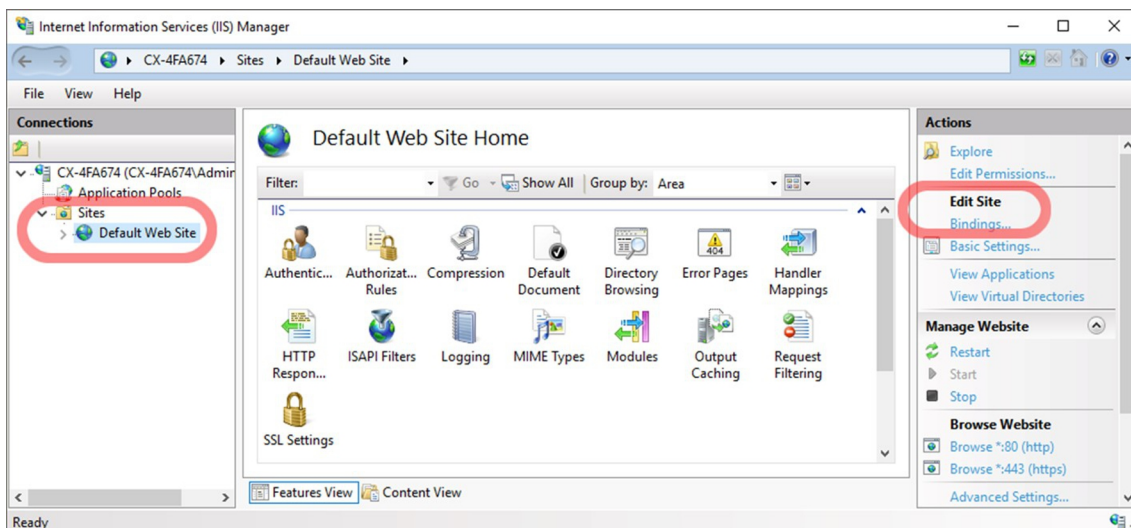 Internet Information Services (IIS) Manager
CX-4FA674 Sites Default Web Site
File View Help
Connections
CX-4FA674 (CX-4FA674\Admin
Application Pools
Sites
Default Web Site
Default Web Site Home
Filter: Go Show All Group by: Area
IIS
Authentic... Authorizat... Compression Default Directory Error Pages Handler
Rules Document Browsing Mappings
404
HTTP ISAPI Filters Logging MIME Types Modules Output Request
Respon... Caching Filtering
SSL Settings
Features View Content View
Actions
Explore
Edit Permissions...
Edit Site
Bindings...
Basic Settings...
View Applications
View Virtual Directories
Manage Website
Restart
Start
Stop
Browse Website
Browse *:80 (http)
Browse *:443 (https)
Advanced Settings...
Ready